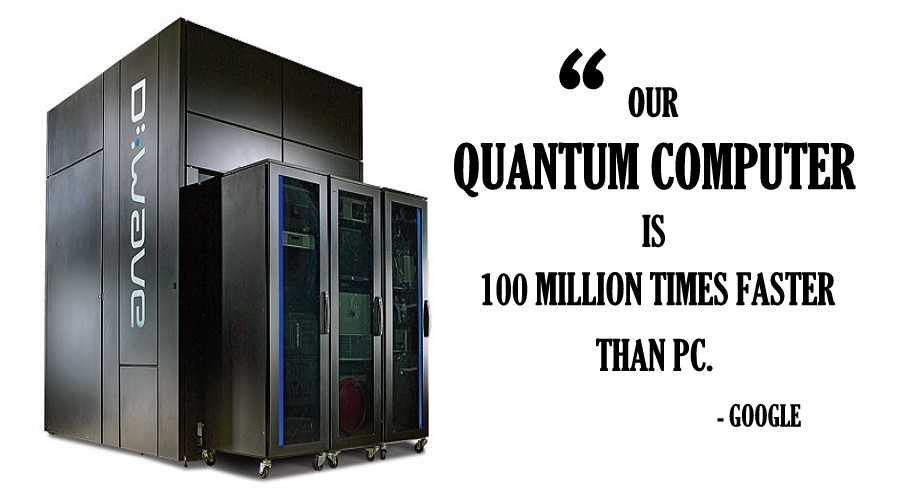 D:wave
“ OUR
QUANTUM COMPUTER
IS
100 MILLION TIMES FASTER
THAN PC.
- GOOGLE